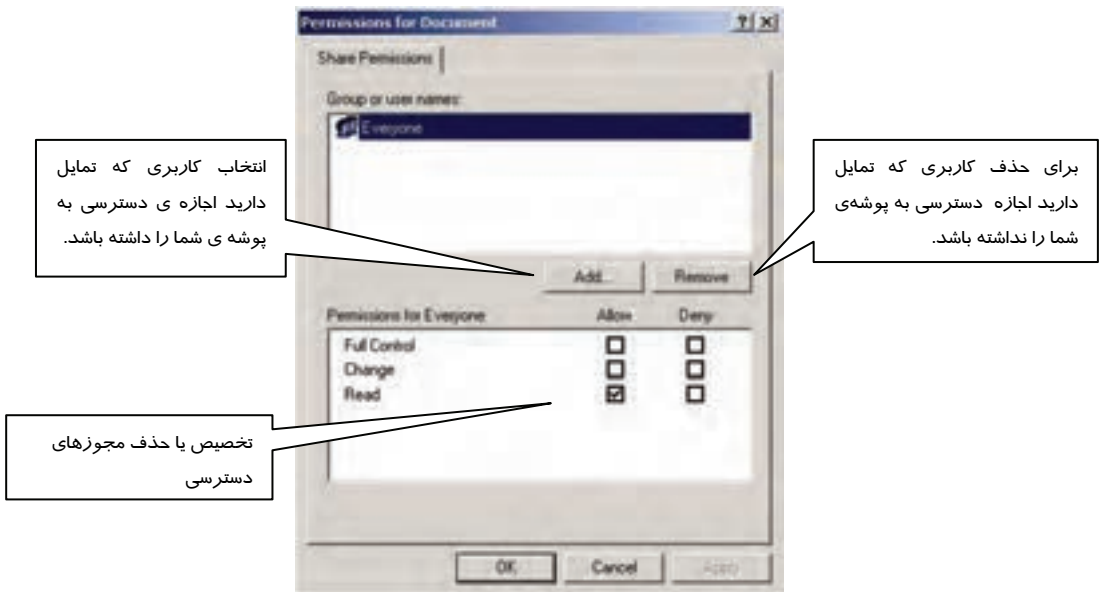 Permissions for Document
Share Permissions
Group or user names:
Everyone
انتخاب کاربری که تمایل
دارید اجازه ی دسترسی به
پوشه ی شما را داشته باشد.
برای حذف کاربری که تمایل
دارید اجازه دسترسی به پوشه‌ی
شما را نداشته باشد.
Add...
Remove
Permissions for Everyone
Allow
Deny
Full Control
Change
Read
تخصیص یا حذف مجوزهای
دسترسی
OK
Cancel
Apply